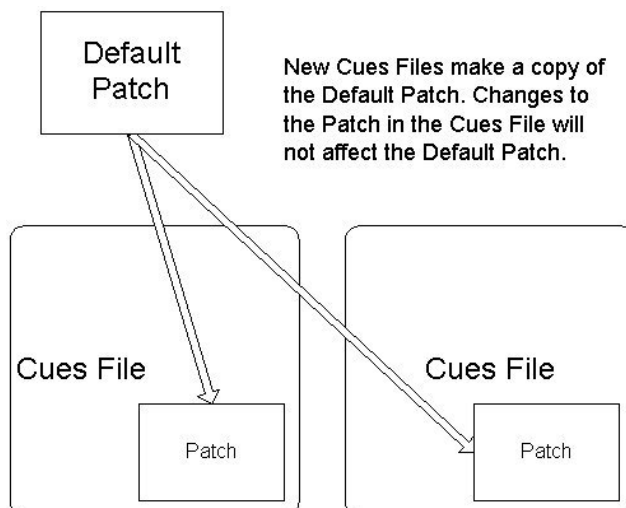 Default
Patch
New Cues Files make a copy of
the Default Patch. Changes to
the Patch in the Cues File will
not affect the Default Patch.
Cues File
Patch
Cues File
Patch